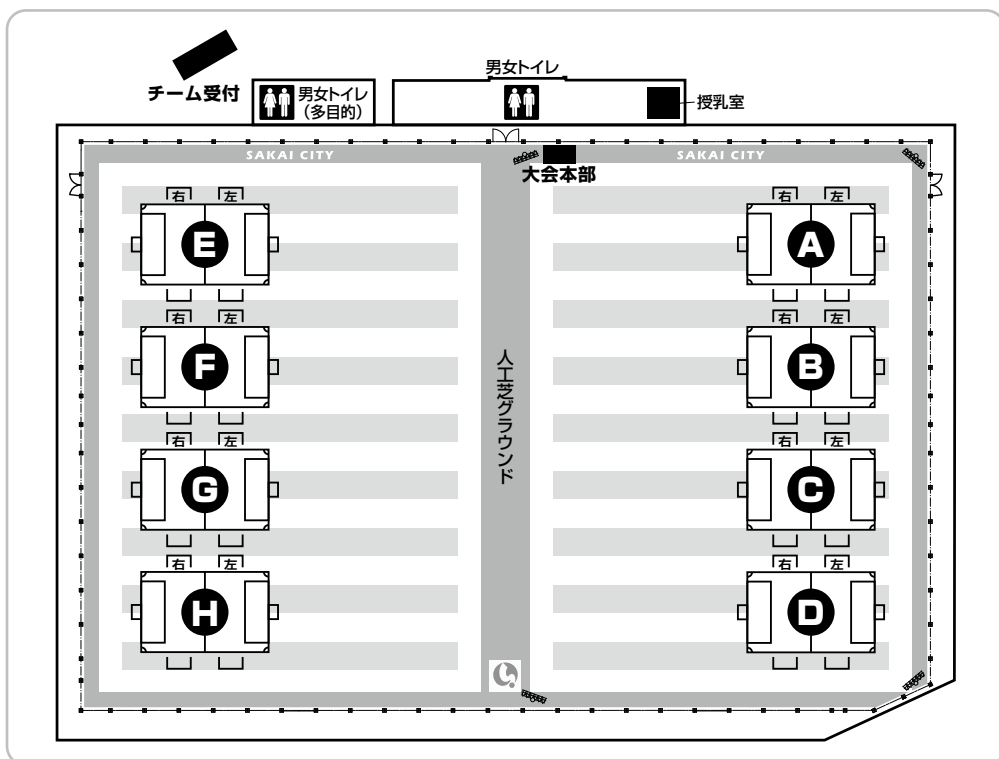 チーム受付
男女トイレ
(多目的)
男女トイレ
授乳室
SAKAI CITY
SAKAI CITY
大会本部
右 左
E
右 左
A
右 左
F
右 左
B
人工芝グラウンド
右 左
G
右 左
C
右 左
H
右 左
D